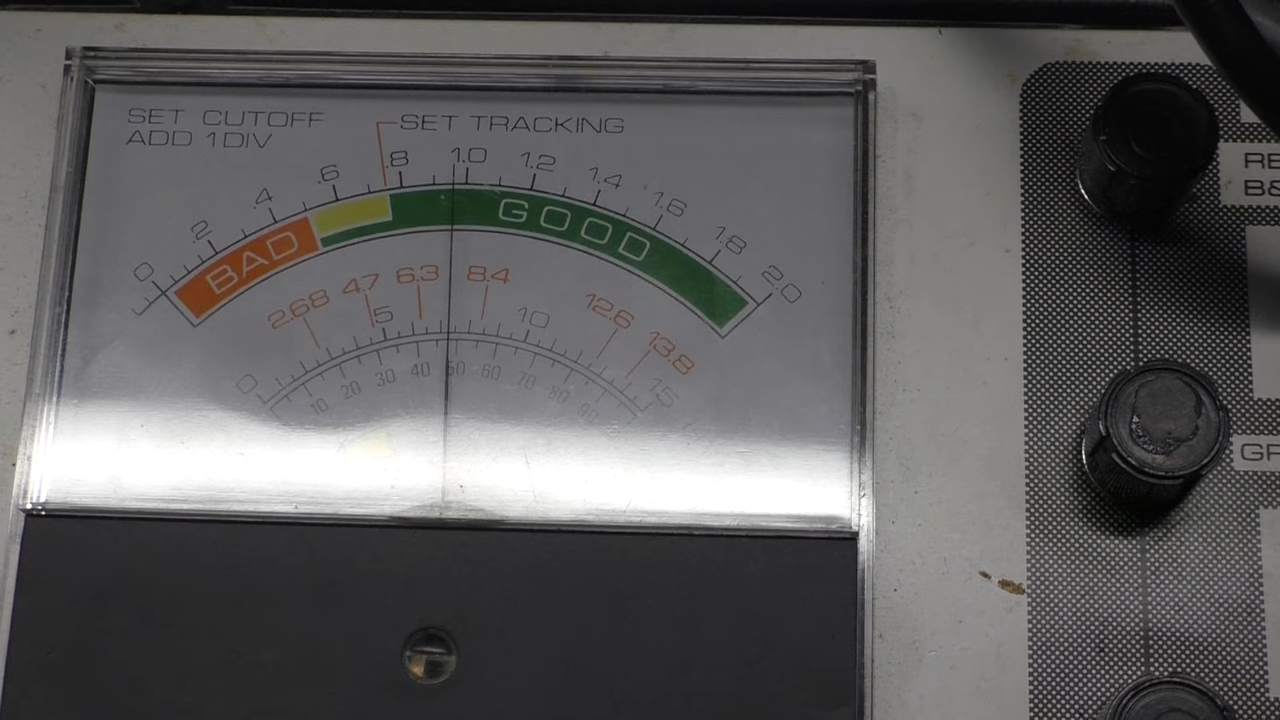 SET CUTOFF
ADD 1DIV
SET TRACKING
0 .2 .4 .6 .8 1.0 1.2 1.4 1.6 1.8 2.0
BAD GOOD
2.68 4.7 6.3 8.4 12.6 13.8
0 5 10 15
10 20 30 40 50 60 70 80 90
RE
B&
GR